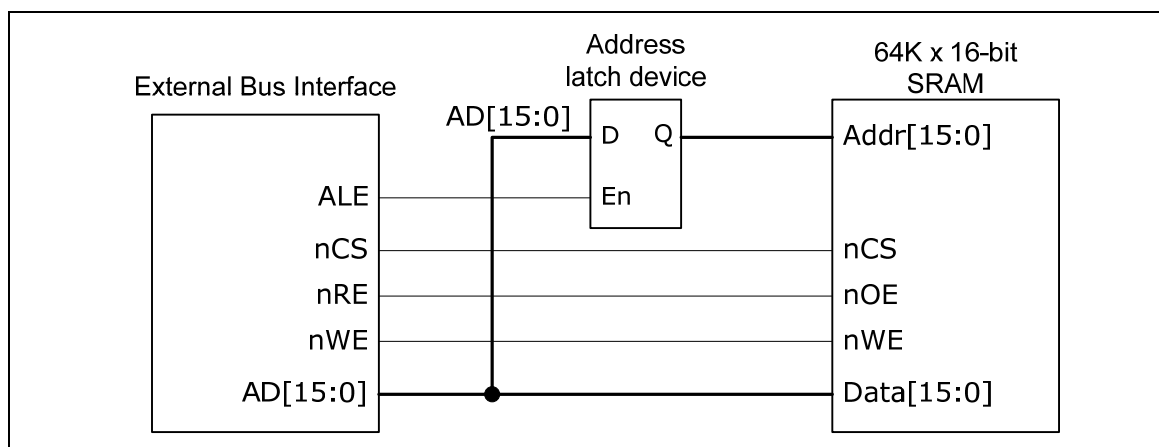 External Bus Interface
ALE
nCS
nRE
nWE
AD[15:0]
AD[15:0]
Address
latch device
D Q
En
64K x 16-bit
SRAM
Addr[15:0]
nCS
nOE
nWE
Data[15:0]